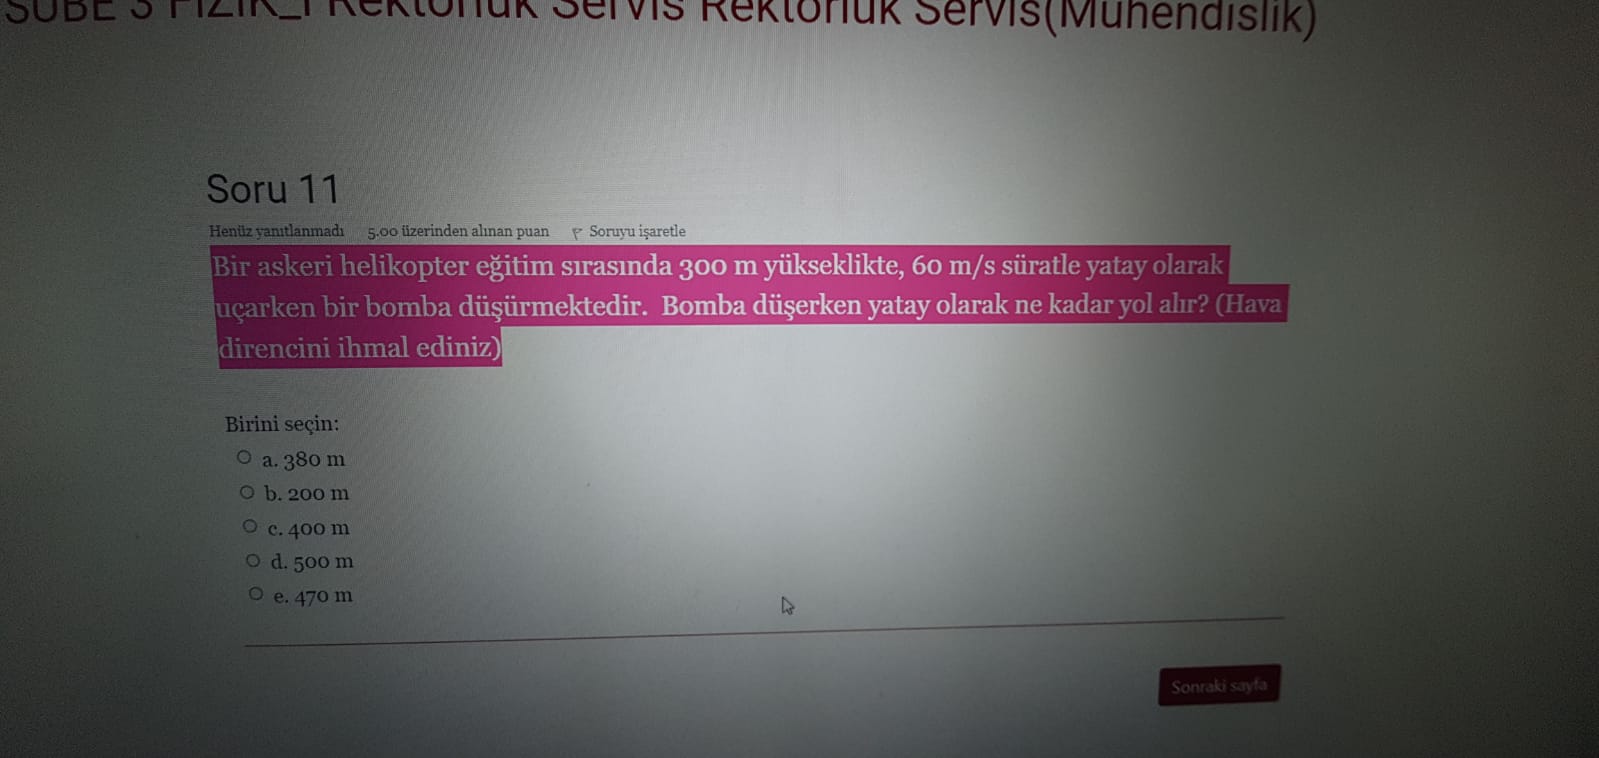 ŞUBE 3 FİZİK_I Rektörlük Servis Rektörlük Servis(Mühendislik)
Soru 11
Henüz yanıtlanmadı 5,00 üzerinden alınan puan Soruyu işaretle
Bir askeri helikopter eğitim sırasında 300 m yükseklikte, 60 m/s süratle yatay olarak
uçarken bir bomba düşürmektedir. Bomba düşerken yatay olarak ne kadar yol alır? (Hava
direncini ihmal ediniz)
Birini seçin:
a. 380 m
b. 200 m
c. 400 m
d. 500 m
e. 470 m
Sonraki sayfa